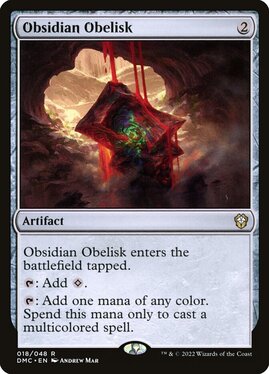 Obsidian Obelisk 2
Artifact
Obsidian Obelisk enters the
battlefield tapped.
: Add .
: Add one mana of any color.
Spend this mana only to cast a
multicolored spell.
018/048 R
DMC • EN Andrew Mar
™ & © 2022 Wizards of the Coast